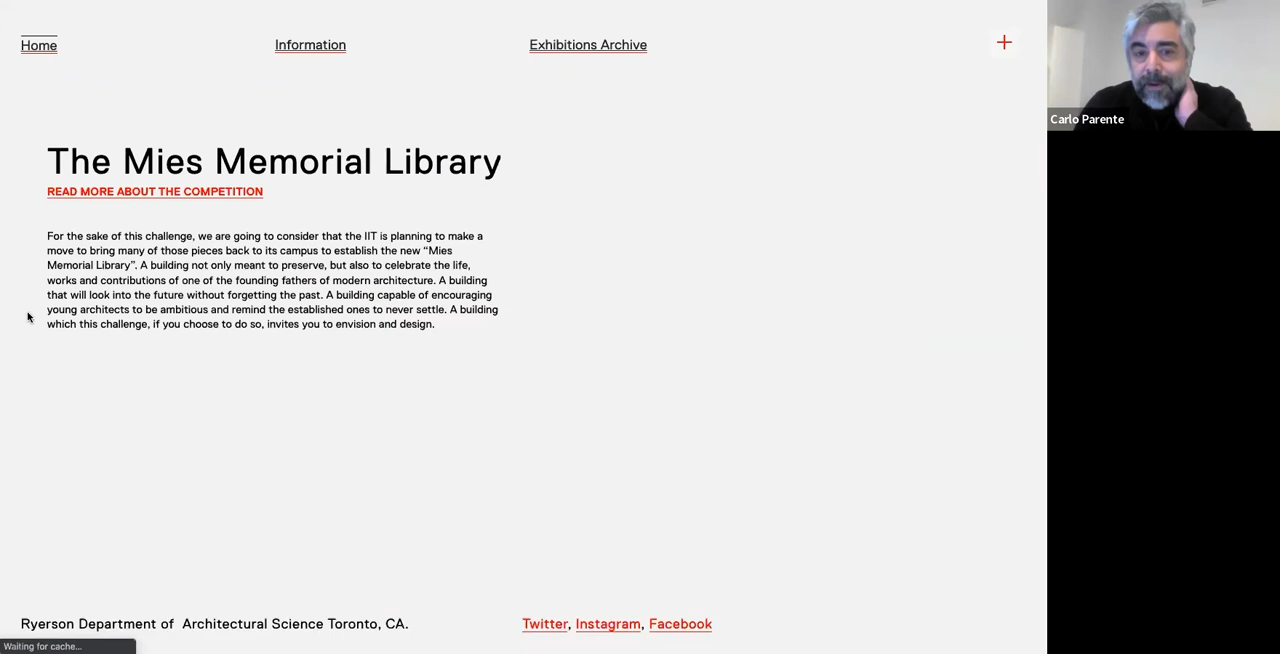 Home
Information
Exhibitions Archive
Carlo Parente
The Mies Memorial Library
READ MORE ABOUT THE COMPETITION
For the sake of this challenge, we are going to consider that the IIT is planning to make a
move to bring many of those pieces back to its campus to establish the new “Mies
Memorial Library”. A building not only meant to preserve, but also to celebrate the life,
works and contributions of one of the founding fathers of modern architecture. A building
that will look into the future without forgetting the past. A building capable of encouraging
young architects to be ambitious and remind the established ones to never settle. A building
which this challenge, if you choose to do so, invites you to envision and design.
Ryerson Department of Architectural Science Toronto, CA.
Twitter, Instagram, Facebook
Waiting for cache...